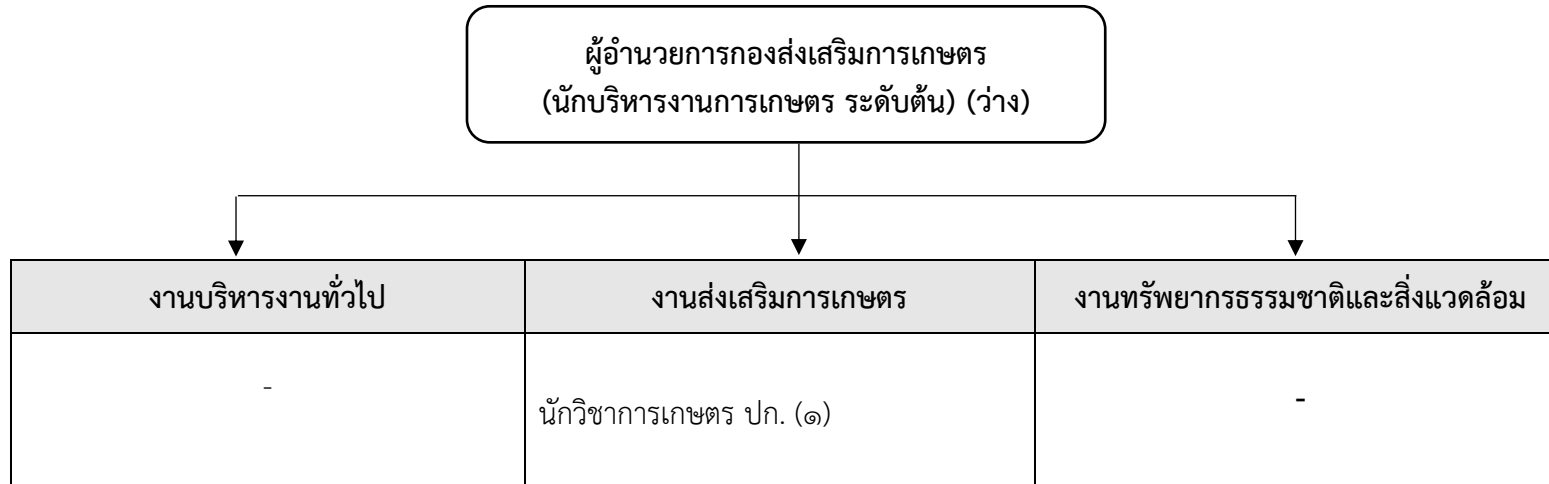 ผู้อำนวยการกองส่งเสริมการเกษตร
(นักบริหารงานการเกษตร ระดับต้น) (ว่าง)
งานบริหารงานทั่วไป
งานส่งเสริมการเกษตร
งานทรัพยากรธรรมชาติและสิ่งแวดล้อม
-
นักวิชาการเกษตร ปก. (๑)
-